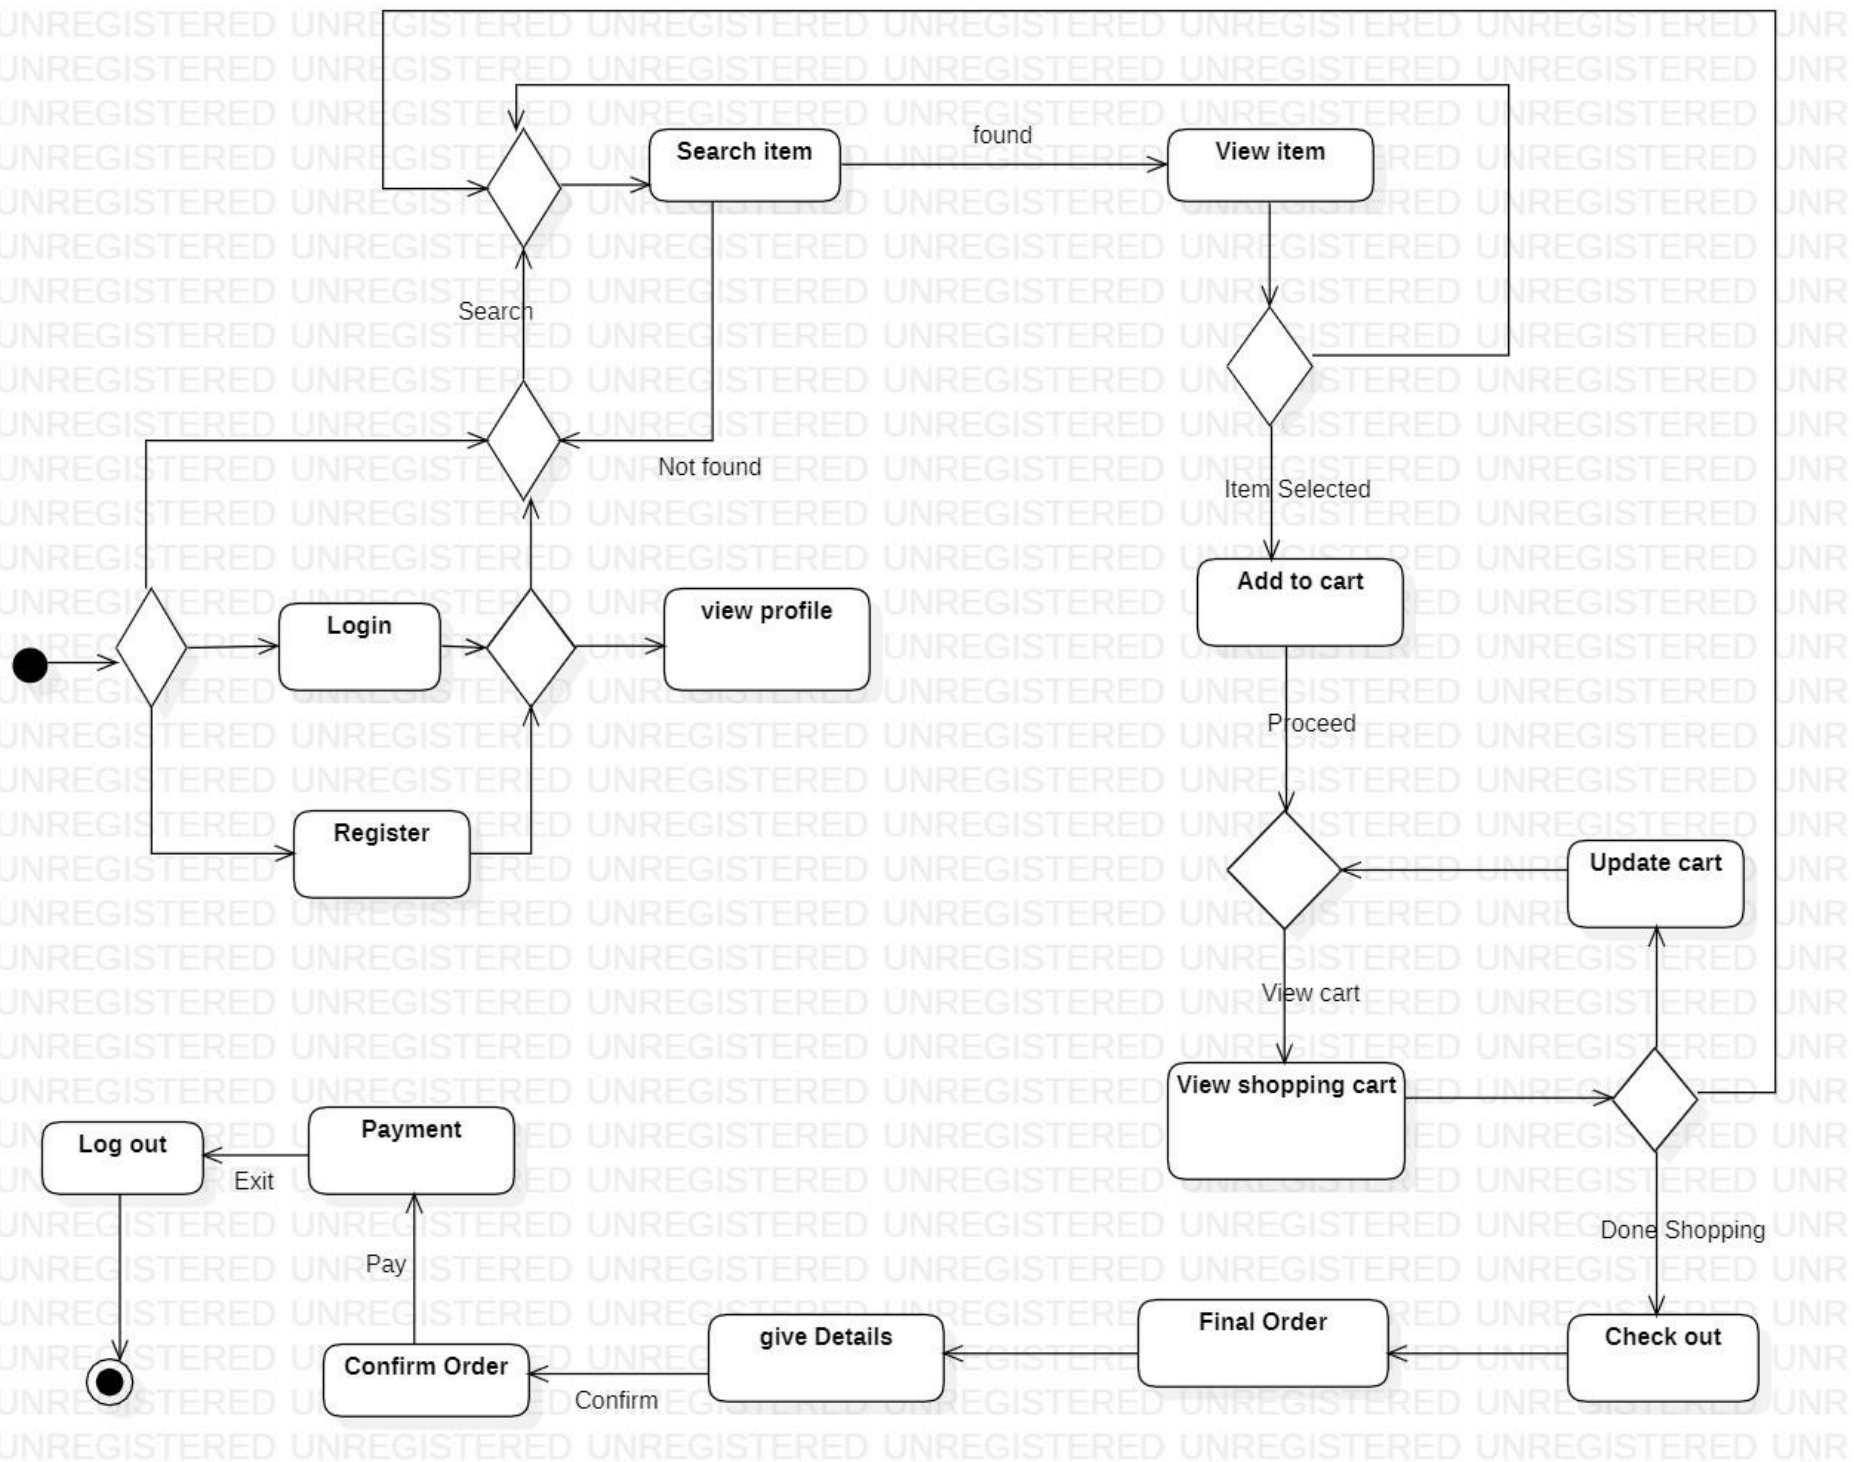 found
Search item
View item
Search
Not found
Item Selected
Add to cart
view profile
Login
Proceed
Register
Update cart
View cart
View shopping cart
Payment
Log out
Exit
Done Shopping
Pay
Final Order
give Details
Check out
Confirm Order
Confirm
UNREGISTERED